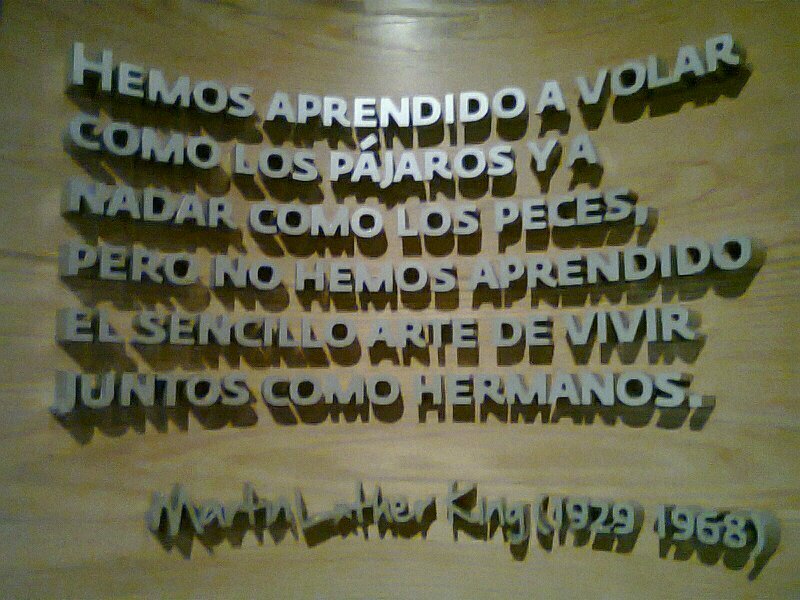 HEMOS APRENDIDO A VOLAR
COMO LOS PÁJAROS Y A
NADAR COMO LOS PECES,
PERO NO HEMOS APRENDIDO
EL SENCILLO ARTE DE VIVIR
JUNTOS COMO HERMANOS.
Martin Luther King (1929 1968)